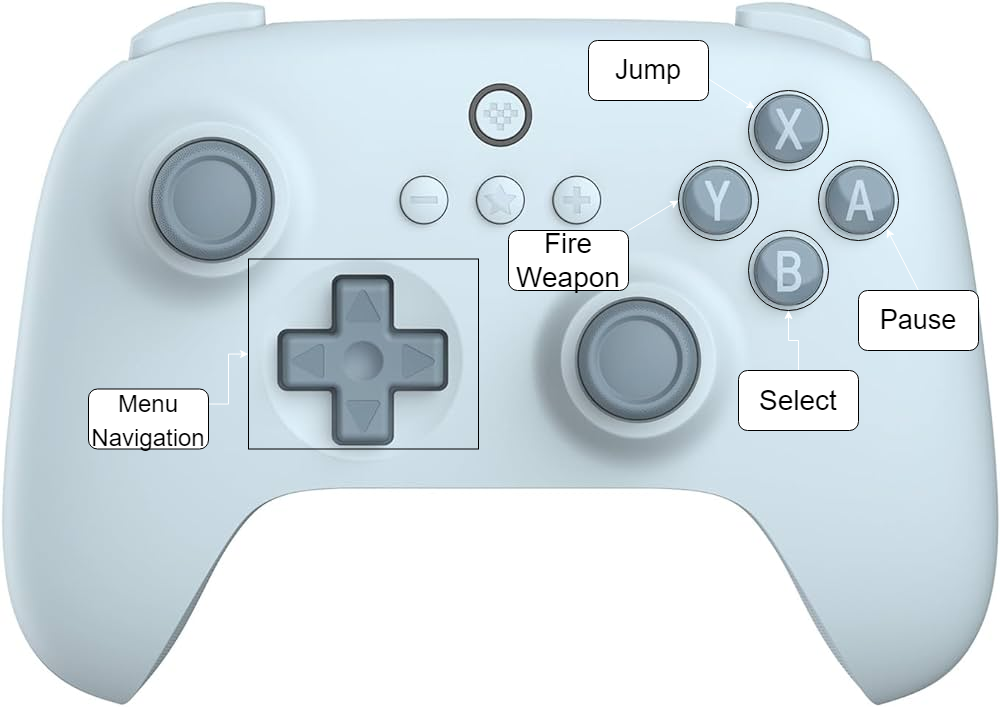 Jump
X
Y
A
Fire
Weapon
B
Pause
Select
Menu
Navigation